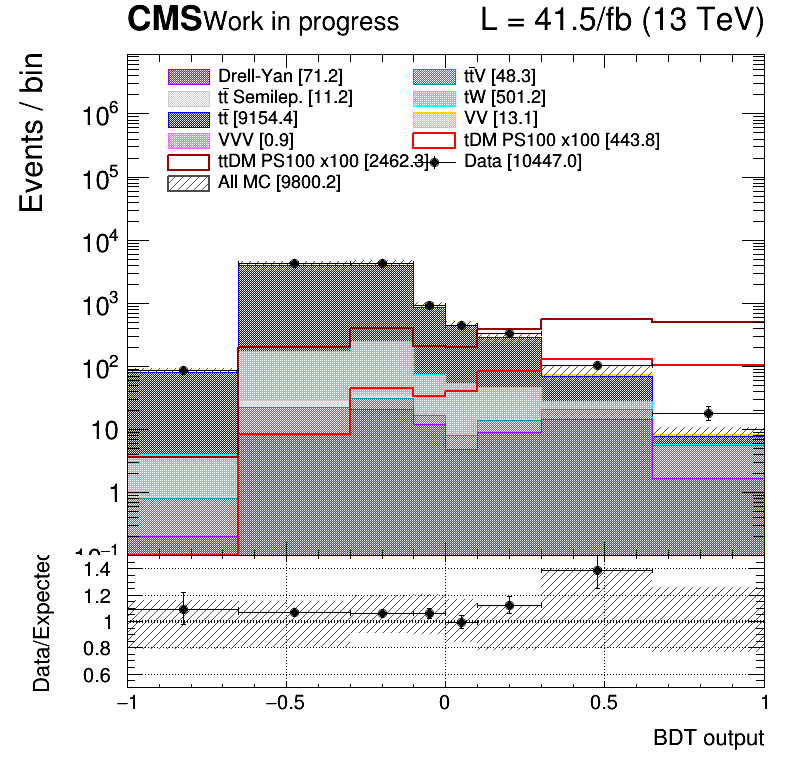 CMS Work in progress L = 41.5/fb (13 TeV)
Events / bin
Drell-Yan [71.2] tt̄V [48.3]
tt̄ Semilep. [11.2] tW [501.2]
tt̄ [9154.4] VV [13.1]
VVV [0.9] tDM PS100 x100 [443.8]
ttDM PS100 x100 [2462.3] Data [10447.0]
All MC [9800.2]
10⁶
10⁵
10⁴
10³
10²
10
1
10⁻¹
Data/Expected
1.4
1.2
1
0.8
0.6
−1 −0.5 0 0.5 1
BDT output